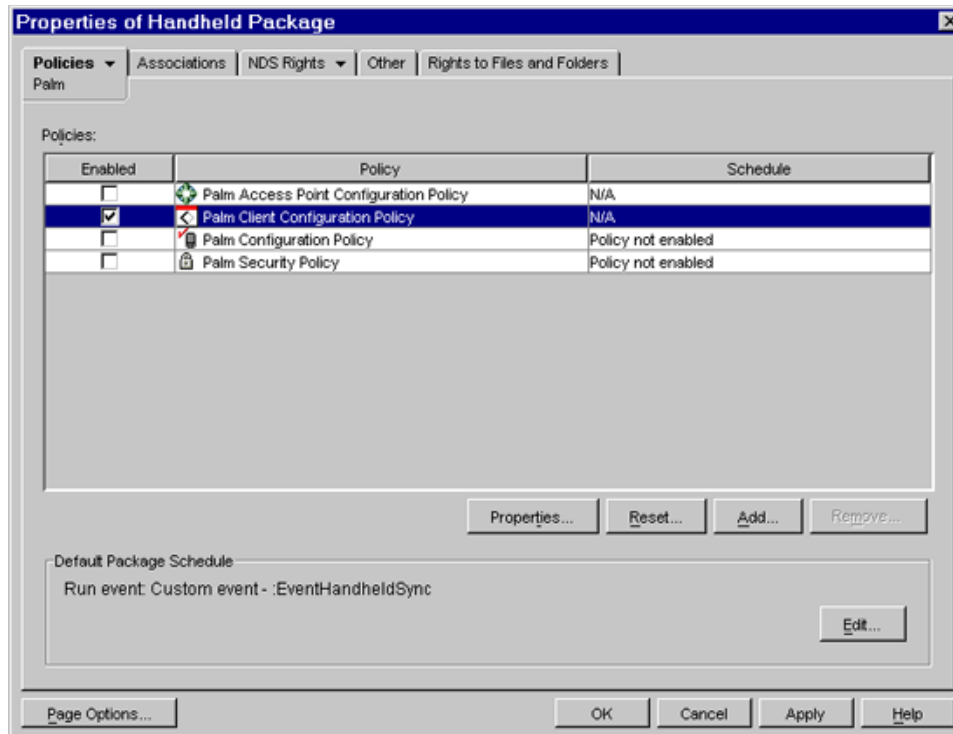 Properties of Handheld Package
Policies Associations NDS Rights Other Rights to Files and Folders
Palm
Policies:
Enabled Policy Schedule
Palm Access Point Configuration Policy N/A
Palm Client Configuration Policy N/A
Palm Configuration Policy Policy not enabled
Palm Security Policy Policy not enabled
Properties... Reset... Add... Remove...
Default Package Schedule
Run event: Custom event - :EventHandheldSync
Edit...
Page Options... OK Cancel Apply Help